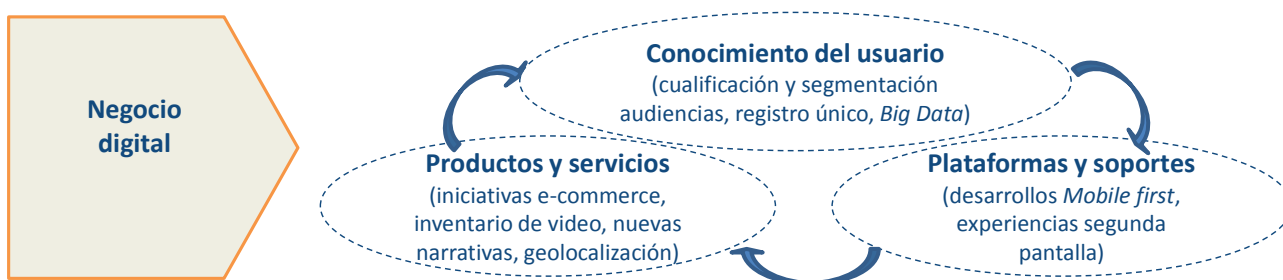 Negocio
digital
Conocimiento del usuario
(cualificación y segmentación
audiencias, registro único, Big Data)
Productos y servicios
(iniciativas e-commerce,
inventario de video, nuevas
narrativas, geolocalización)
Plataformas y soportes
(desarrollos Mobile first,
experiencias segunda
pantalla)